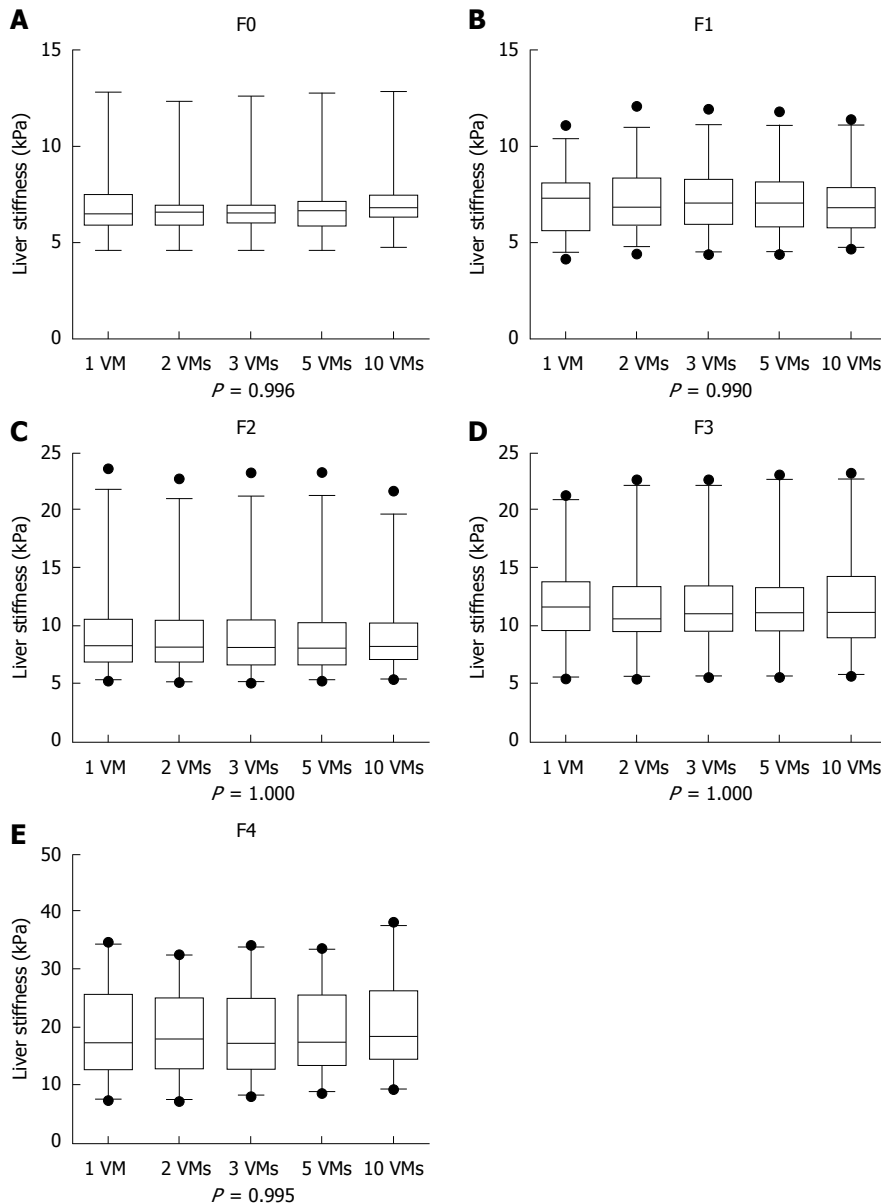 A
F0
Liver stiffness (kPa)
15
10
5
0
1 VM 2 VMs 3 VMs 5 VMs 10 VMs
P = 0.996
B
F1
Liver stiffness (kPa)
15
10
5
0
1 VM 2 VMs 3 VMs 5 VMs 10 VMs
P = 0.990
C
F2
Liver stiffness (kPa)
25
20
15
10
5
0
1 VM 2 VMs 3 VMs 5 VMs 10 VMs
P = 1.000
D
F3
Liver stiffness (kPa)
25
20
15
10
5
0
1 VM 2 VMs 3 VMs 5 VMs 10 VMs
P = 1.000
E
F4
Liver stiffness (kPa)
50
40
30
20
10
0
1 VM 2 VMs 3 VMs 5 VMs 10 VMs
P = 0.995